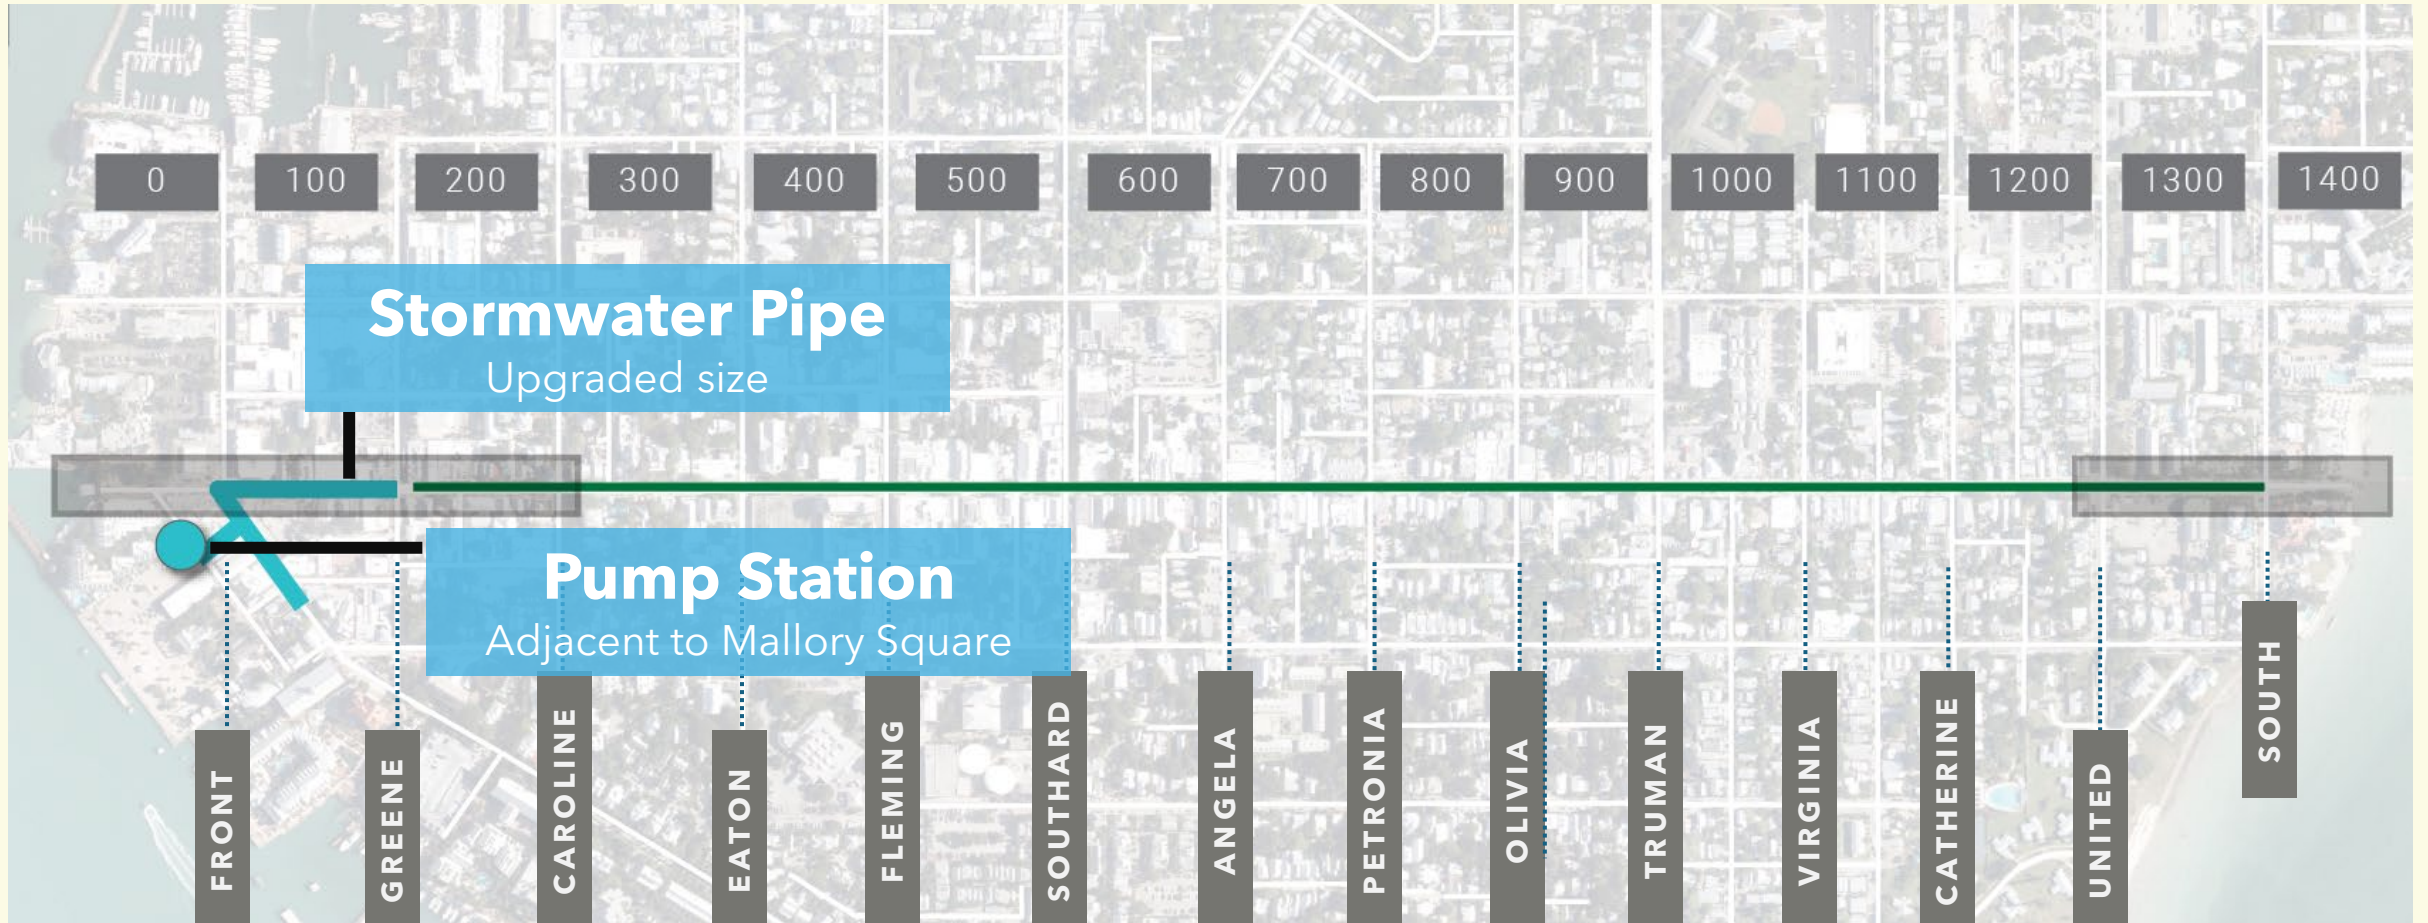 0
100
200
300
400
500
600
700
800
900
1000
1100
1200
1300
1400
Stormwater Pipe
Upgraded size
Pump Station
Adjacent to Mallory Square
FRONT
GREENE
CAROLINE
EATON
FLEMING
SOUTHARD
ANGELA
PETRONIA
OLIVIA
TRUMAN
VIRGINIA
CATHERINE
UNITED
SOUTH